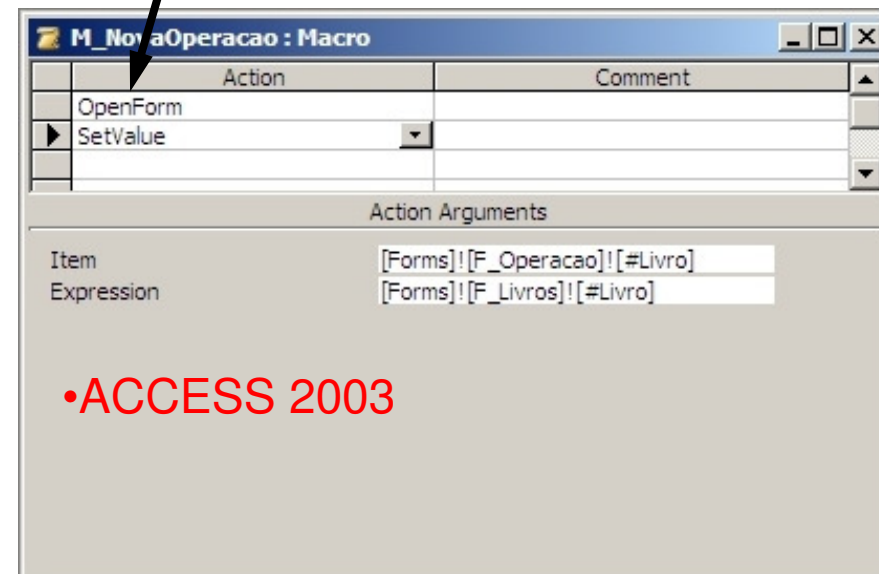 M_NovaOperacao : Macro
Action Comment
OpenForm
SetValue
Action Arguments
Item [Forms]![F_Operacao]![#Livro]
Expression [Forms]![F_Livros]![#Livro]
•ACCESS 2003